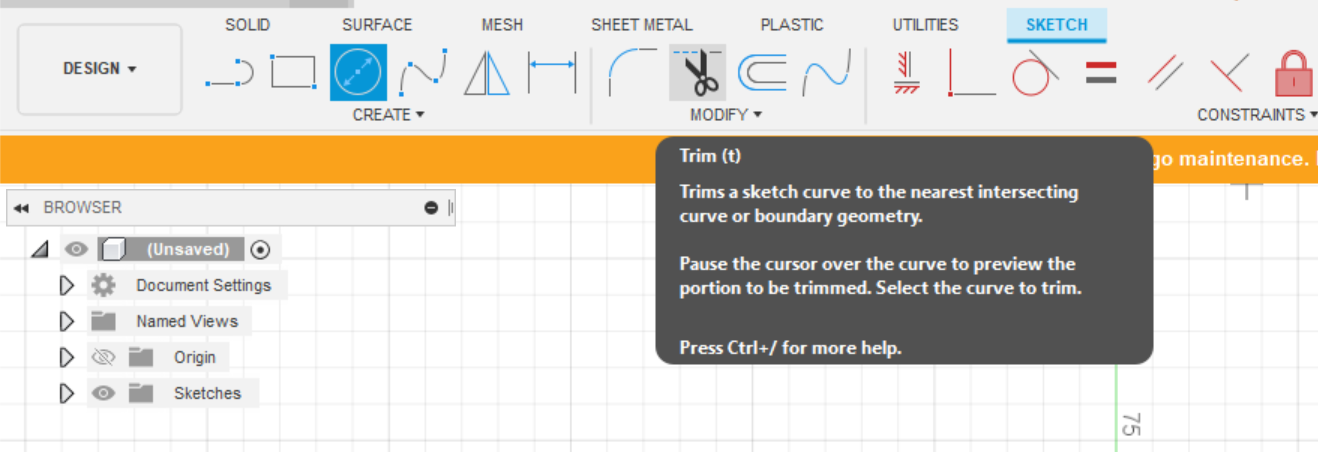 SOLID SURFACE MESH SHEET METAL PLASTIC UTILITIES SKETCH
DESIGN
CREATE MODIFY CONSTRAINTS
go maintenance.
Trim (t)
Trims a sketch curve to the nearest intersecting
curve or boundary geometry.
Pause the cursor over the curve to preview the
portion to be trimmed. Select the curve to trim.
Press Ctrl+/ for more help.
BROWSER
(Unsaved)
Document Settings
Named Views
Origin
Sketches
75